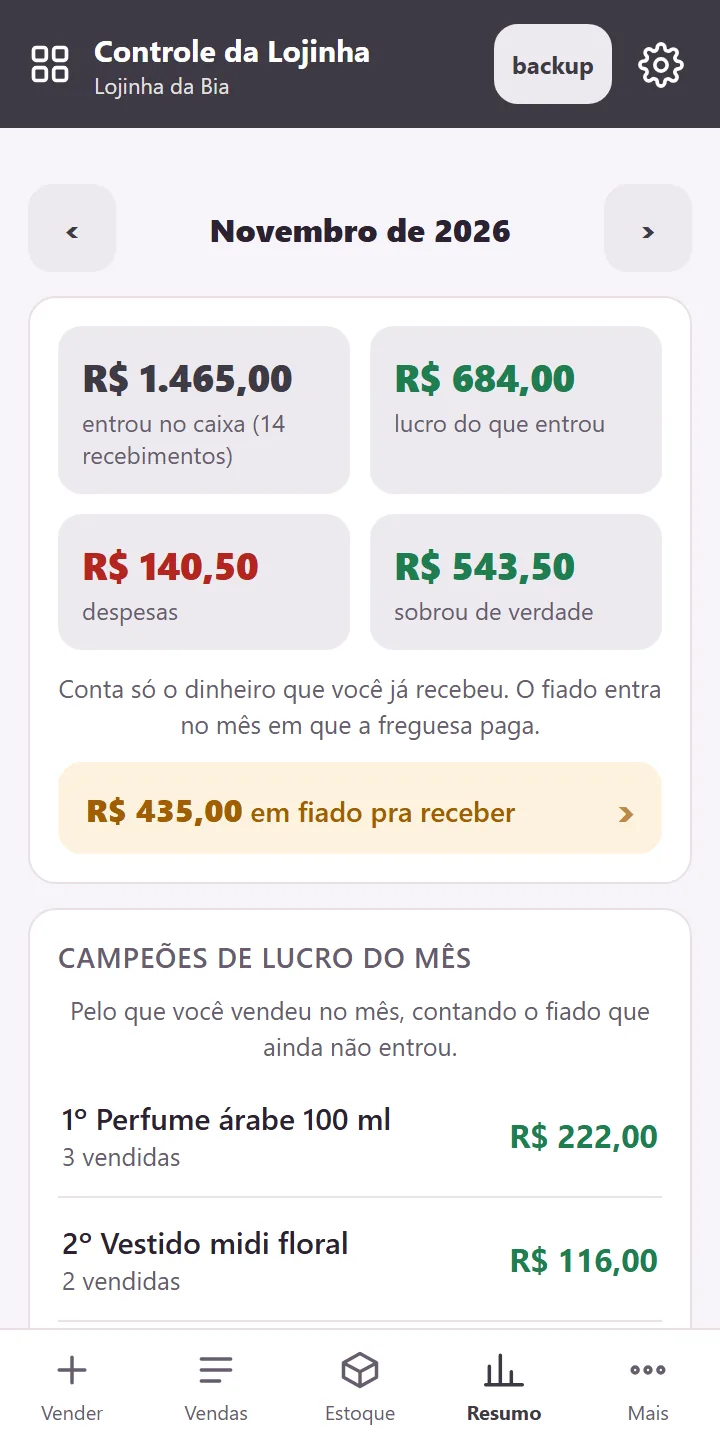 Controle da Lojinha
Lojinha da Bia
backup
‹
Novembro de 2026
›
R$ 1.465,00
entrou no caixa (14
recebimentos)
R$ 684,00
lucro do que entrou
R$ 140,50
despesas
R$ 543,50
sobrou de verdade
Conta só o dinheiro que você já recebeu. O fiado entra
no mês em que a freguesa paga.
R$ 435,00 em fiado pra receber ›
CAMPEÕES DE LUCRO DO MÊS
Pelo que você vendeu no mês, contando o fiado que
ainda não entrou.
1º Perfume árabe 100 ml
3 vendidas
R$ 222,00
2º Vestido midi floral
2 vendidas
R$ 116,00
Vender
Vendas
Estoque
Resumo
Mais